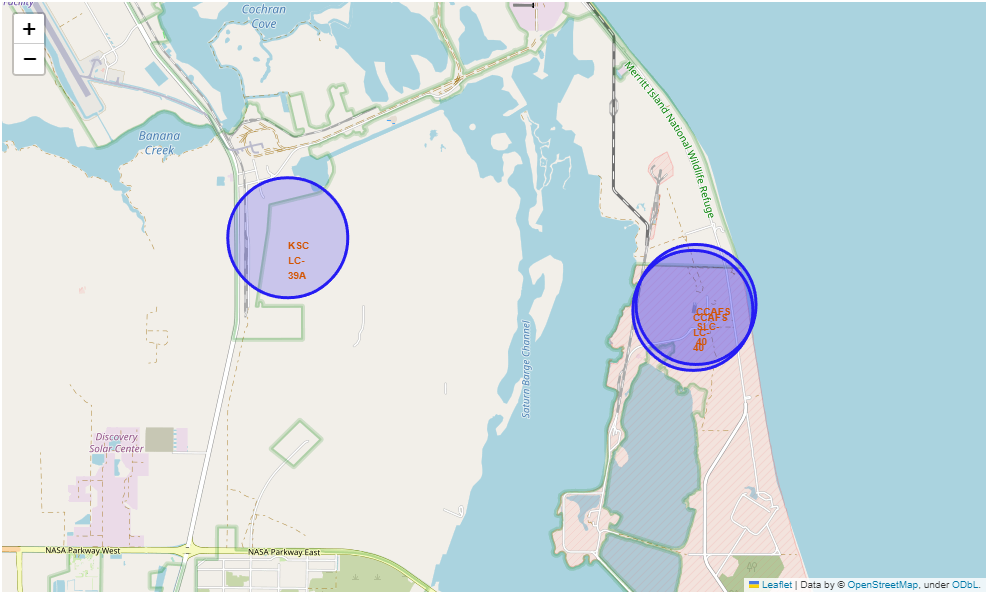 Facility
Cochran
Cove
+
−
Merritt Island National Wildlife Refuge
Banana
Creek
KSC
LC-
39A
CCAFS
CCAFS
SLC-
LC-
40
40
Saturn Barge Channel
Discovery
Solar Center
NASA Parkway West
NASA Parkway East
Leaflet | Data by © OpenStreetMap, under ODbL.